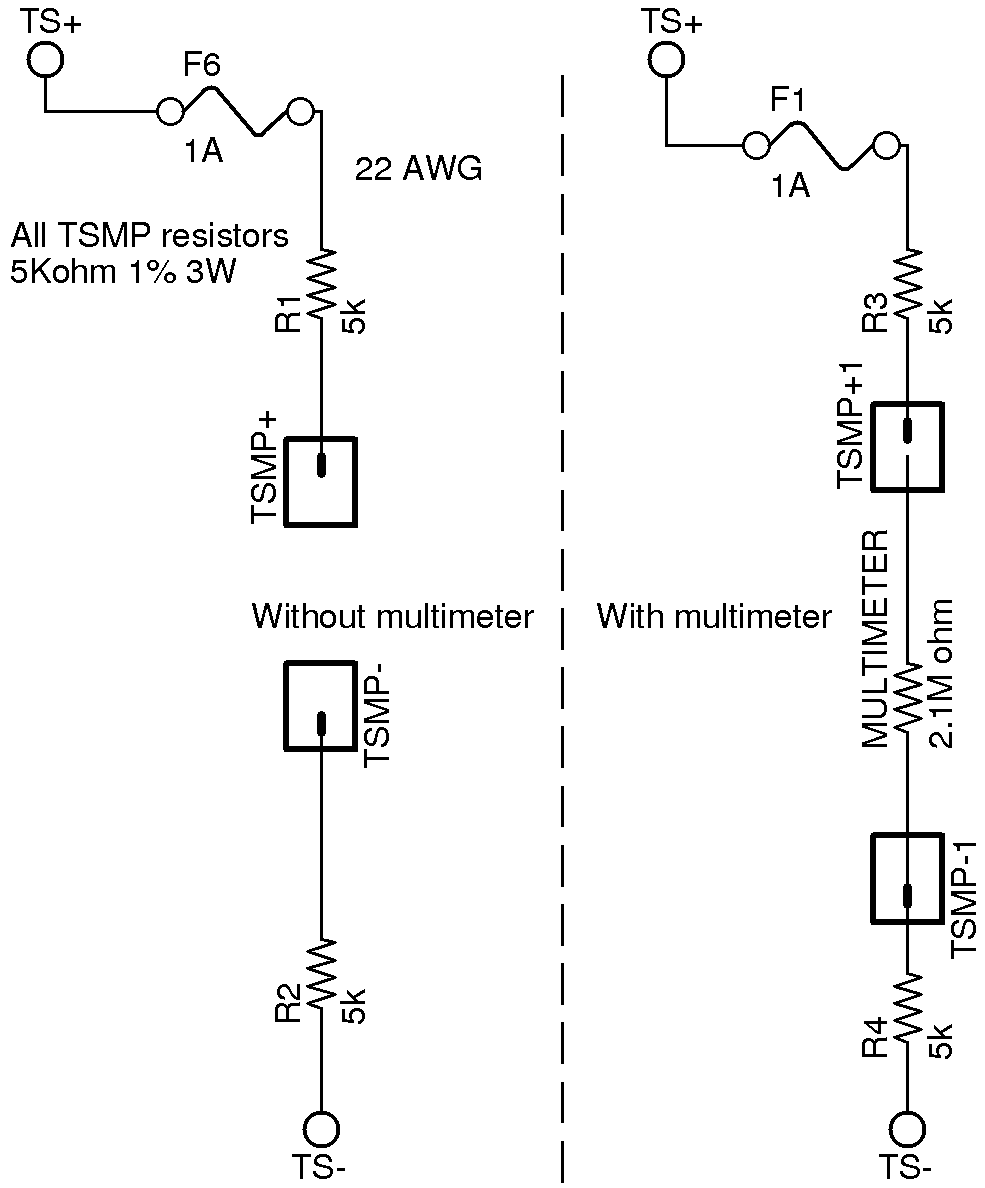 TS+
F6
1A
22 AWG
All TSMP resistors
5Kohm 1% 3W
R1
5k
TSMP+
Without multimeter
TSMP-
R2
5k
TS-
TS+
F1
1A
R3
5k
TSMP+1
With multimeter
MULTIMETER
2.1M ohm
TSMP-1
R4
5k
TS-